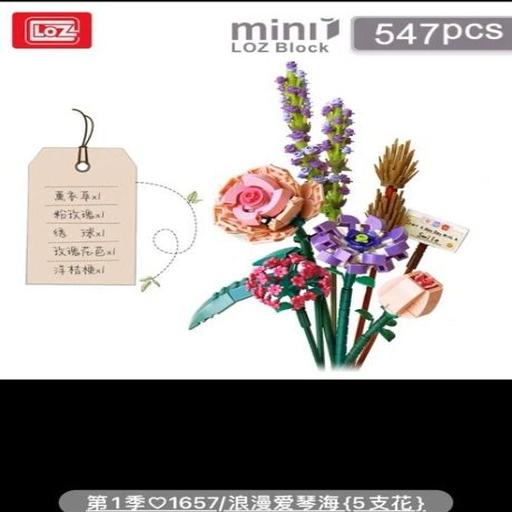 LOZ
mini
LOZ Block
547pcs
薰衣草x1
粉玫瑰x1
绣 球x1
玫瑰花苞x1
洋桔梗x1
Smile
第1季♡1657/浪漫爱琴海{5支花}